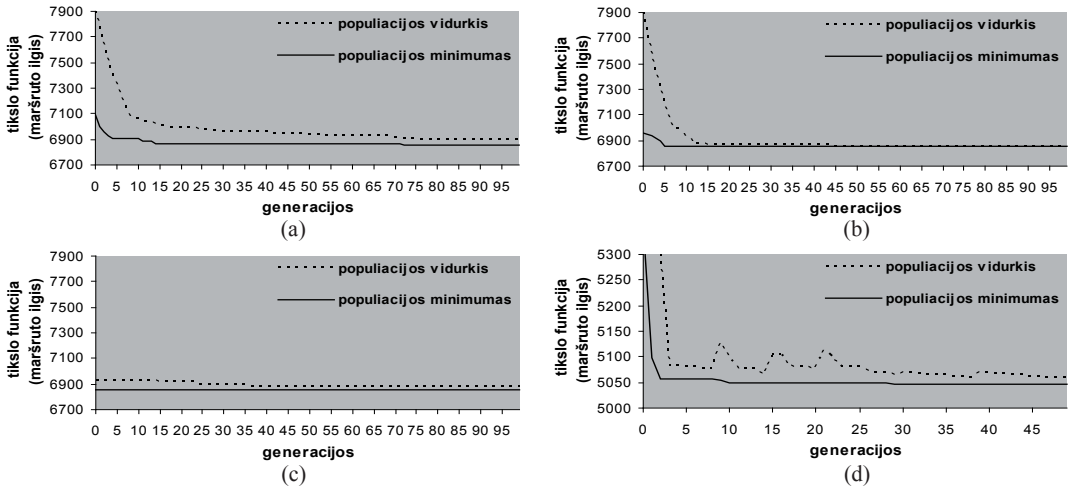 7900
7700
7500
7300
7100
6900
6700
tikslo funkcija
(maršruto ilgis)
populiacijos vidurkis
populiacijos minimumas
0 5 10 15 20 25 30 35 40 45 50 55 60 65 70 75 80 85 90 95
generacijos
(a)
7900
7700
7500
7300
7100
6900
6700
tikslo funkcija
(maršruto ilgis)
populiacijos vidurkis
populiacijos minimumas
0 5 10 15 20 25 30 35 40 45 50 55 60 65 70 75 80 85 90 95
generacijos
(b)
7900
7700
7500
7300
7100
6900
6700
tikslo funkcija
(maršruto ilgis)
populiacijos vidurkis
populiacijos minimumas
0 5 10 15 20 25 30 35 40 45 50 55 60 65 70 75 80 85 90 95
generacijos
(c)
5300
5250
5200
5150
5100
5050
5000
tikslo funkcija
(maršruto ilgis)
populiacijos vidurkis
populiacijos minimumas
0 5 10 15 20 25 30 35 40 45
generacijos
(d)